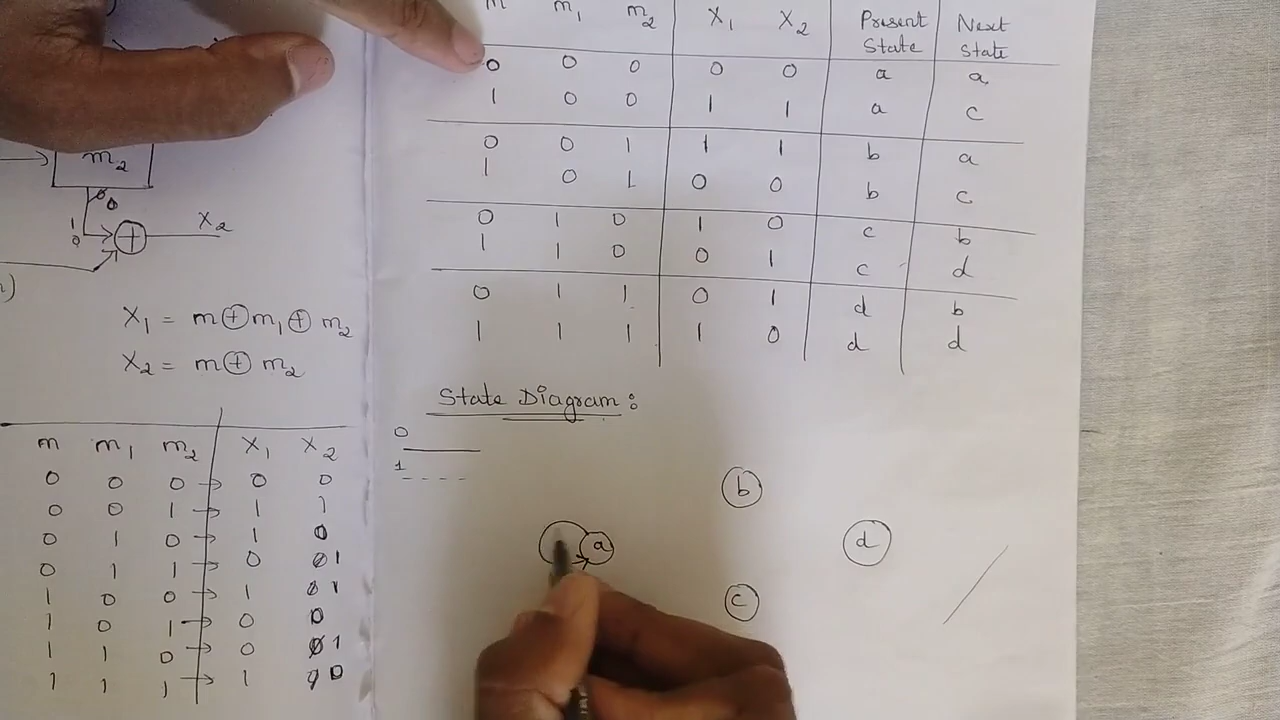 m m₁ m₂ X₁ X₂ Present State Next State
0 0 0 0 0 a a
1 0 0 1 1 a c
0 0 1 1 1 b a
1 0 1 0 0 b c
0 1 0 1 0 c b
1 1 0 0 1 c d
0 1 1 0 1 d b
1 1 1 1 0 d d
m₂
1
0
0
X₂
X₁ = m⊕m₁⊕m₂
X₂ = m⊕m₂
m m₁ m₂ X₁ X₂
0 0 0 → 0 0
0 0 1 → 1 1
0 1 0 → 1 0
0 1 1 → 0 1
1 0 0 → 1 1
1 0 1 → 0 0
1 1 0 → 0 1
1 1 1 → 1 0
State Diagram:
0
1
b
a
d
c